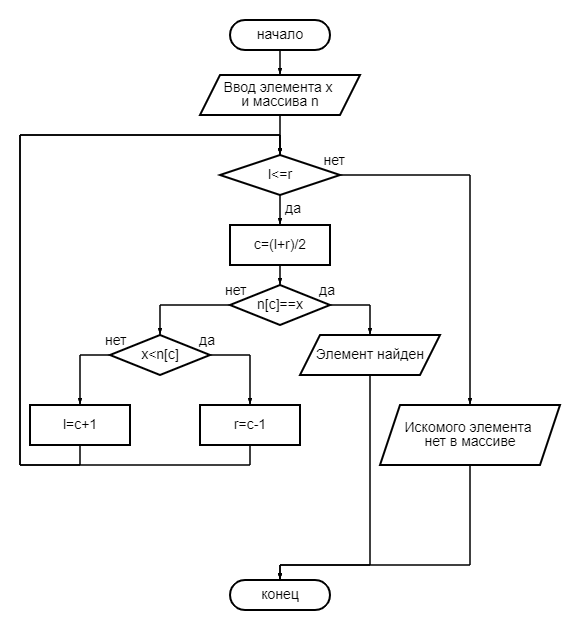 начало
Ввод элемента x
и массива n
l<=r
нет
да
c=(l+r)/2
n[c]==x
нет
да
x<n[c]
нет
да
Элемент найден
l=c+1
r=c-1
Искомого элемента
нет в массиве
конец